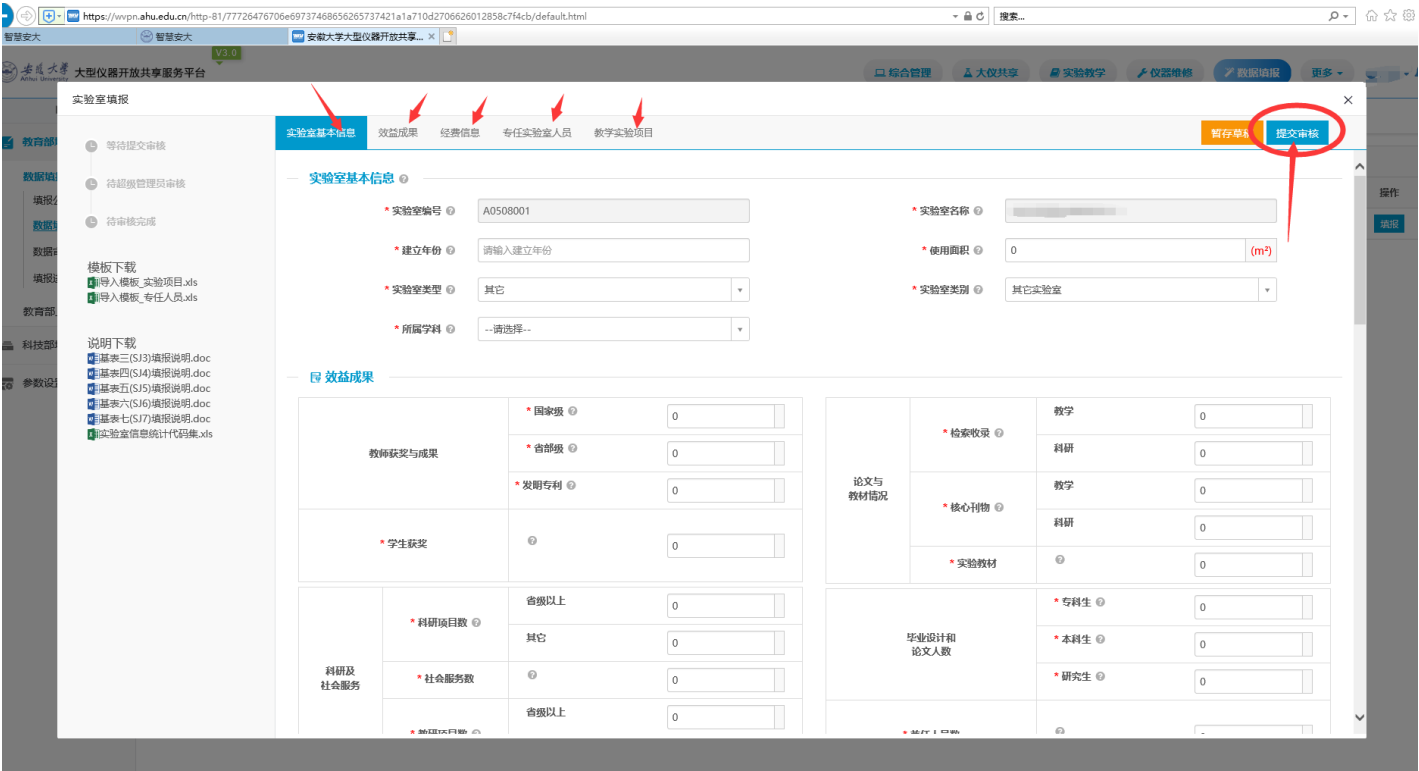 https://wvpn.ahu.edu.cn/http-81/77726476706e69737468656265737421a1a710d2706626012858c7f4cb/default.html
搜索...
智慧安大
智慧安大
安徽大学大型仪器开放共享...
V3.0
安徽大学 大型仪器开放共享服务平台
Anhui University
综合管理 大仪共享 实验教学 仪器维修 数据填报 更多
实验室填报
实验室基本信息 效益成果 经费信息 专任实验室人员 教学实验项目
暂存草稿 提交审核
教育部
数据填
填报
数据
数据
填报
教育部
科技部
参数设
等待提交审核
待超级管理员审核
待审核完成
模板下载
导入模板_实验项目.xls
导入模板_专任人员.xls
说明下载
基表三(SJ3)填报说明.doc
基表四(SJ4)填报说明.doc
基表五(SJ5)填报说明.doc
基表六(SJ6)填报说明.doc
基表七(SJ7)填报说明.doc
实验室信息统计代码集.xls
实验室基本信息
* 实验室编号 A0508001 * 实验室名称
* 建立年份 请输入建立年份 * 使用面积 0 (m²)
* 实验室类型 其它 * 实验室类别 其它实验室
* 所属学科 --请选择--
操作
填报
效益成果
教师获奖与成果
* 国家级 0
* 省部级 0
* 发明专利 0
* 学生获奖 0
论文与
教材情况
* 检索收录
教学 0
科研 0
* 核心刊物
教学 0
科研 0
* 实验教材 0
科研及
社会服务
* 科研项目数
省级以上 0
其它 0
* 社会服务数 0
* 教研项目数
省级以上 0
毕业设计和
论文人数
* 专科生 0
* 本科生 0
* 研究生 0
* 兼任人员数